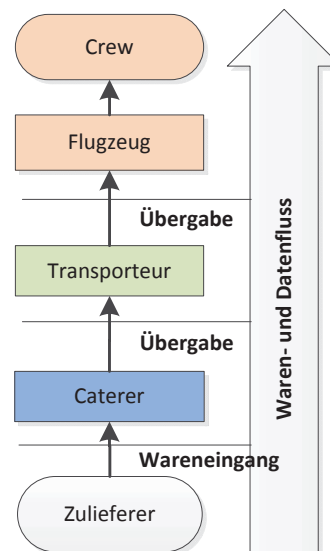 Crew
Flugzeug
Übergabe
Transporteur
Übergabe
Caterer
Wareneingang
Zulieferer
Waren- und Datenfluss